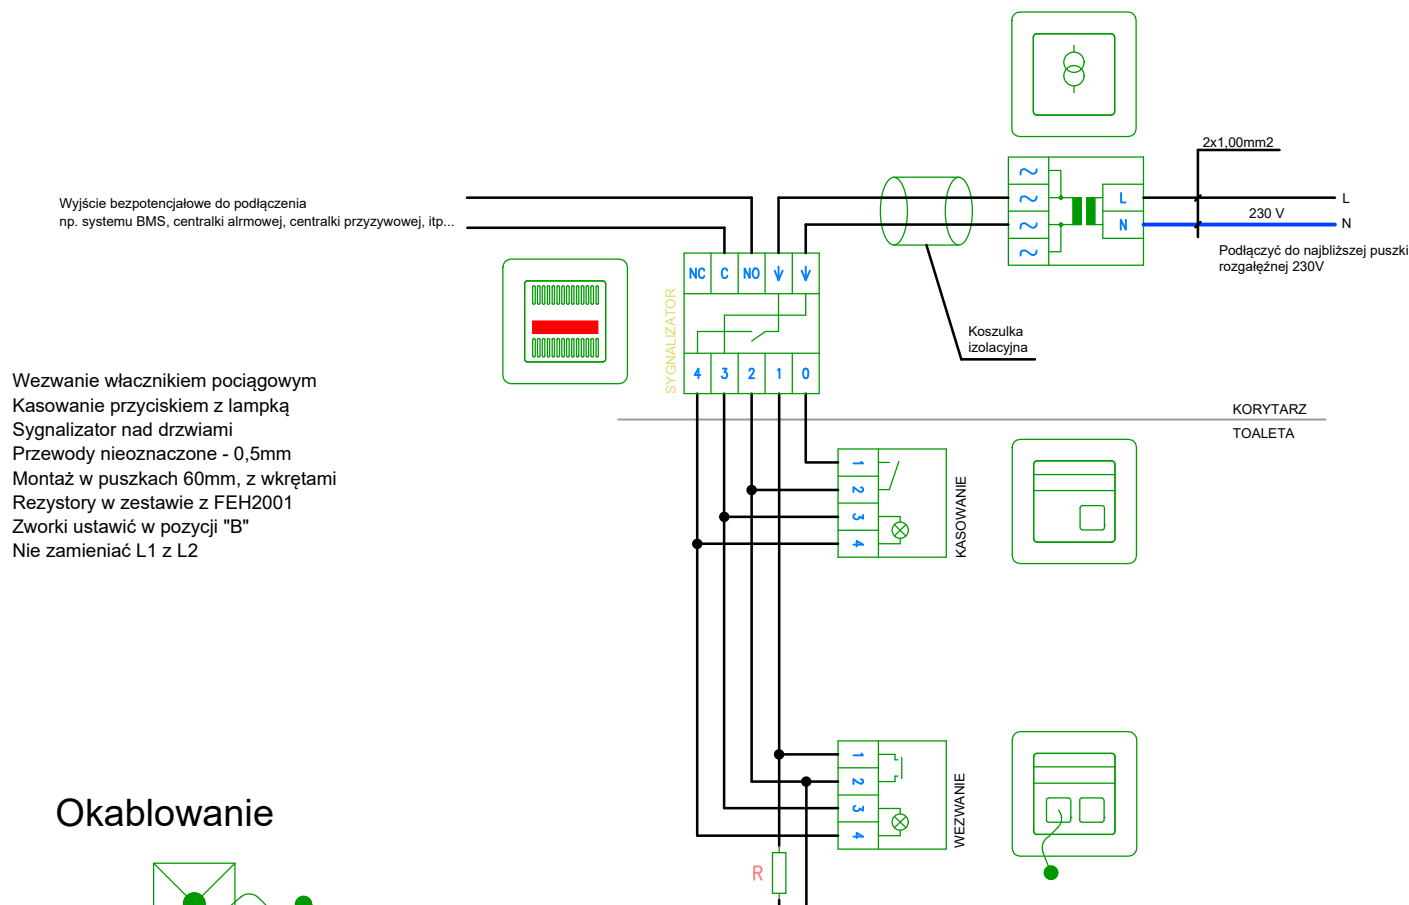 2x1,00mm2
Wyjście bezpotencjałowe do podłączenia
np. systemu BMS, centralki alrmowej, centralki przyzywowej, itp...
~
~
~
~
L
N
L
230 V
N
Podłączyć do najbliższej puszki
rozgałęźnej 230V
NC C NO
SYGNALIZATOR
4 3 2 1 0
Koszulka
izolacyjna
Wezwanie włacznikiem pociągowym
Kasowanie przyciskiem z lampką
Sygnalizator nad drzwiami
Przewody nieoznaczone - 0,5mm
Montaż w puszkach 60mm, z wkrętami
Rezystory w zestawie z FEH2001
Zworki ustawić w pozycji "B"
Nie zamieniać L1 z L2
KORYTARZ
TOALETA
1
2
3
4
KASOWANIE
1
2
3
4
WEZWANIE
Okablowanie
R